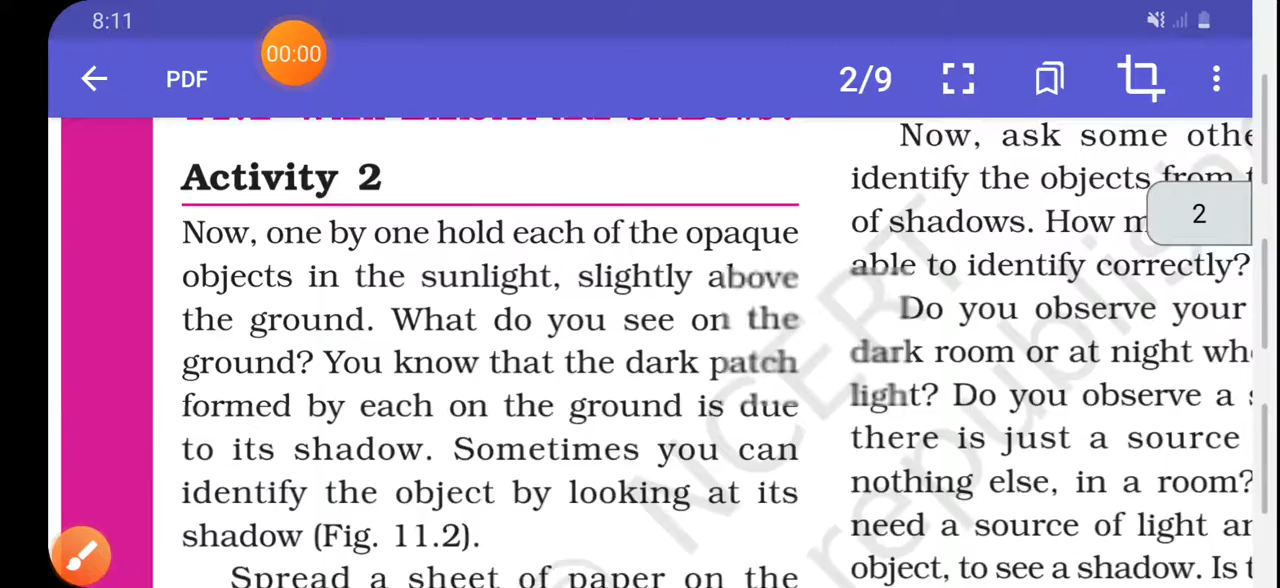 8:11
00:00
PDF
2/9
Activity 2
Now, one by one hold each of the opaque
objects in the sunlight, slightly above
the ground. What do you see on the
ground? You know that the dark patch
formed by each on the ground is due
to its shadow. Sometimes you can
identify the object by looking at its
shadow (Fig. 11.2).
Spread a sheet of paper on the
Now, ask some othe
identify the objects from
of shadows. How m
2
able to identify correctly?
Do you observe your
dark room or at night wh
light? Do you observe a
there is just a source
nothing else, in a room?
need a source of light an
object, to see a shadow. Is
© NCERT
republis